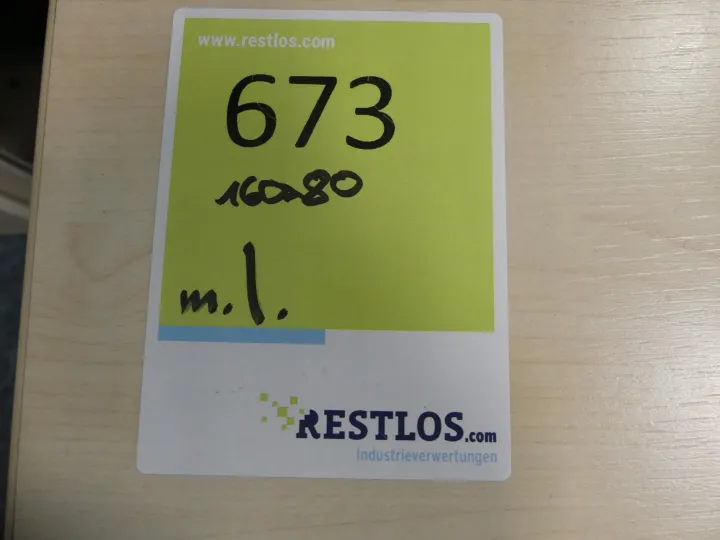 www.restlos.com
673
160x80
m.l.
RESTLOS.com
Industrieverwertungen